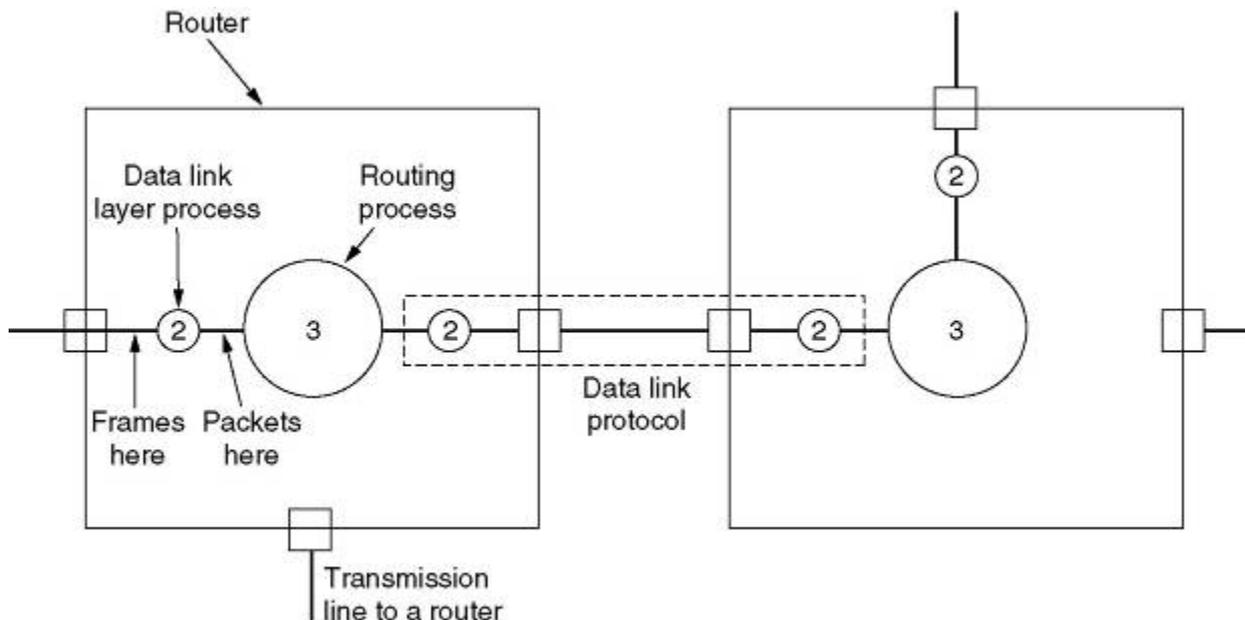 Router
Data link
layer process
Routing
process
2
2
3
2
2
3
Data link
protocol
Frames
here
Packets
here
Transmission
line to a router